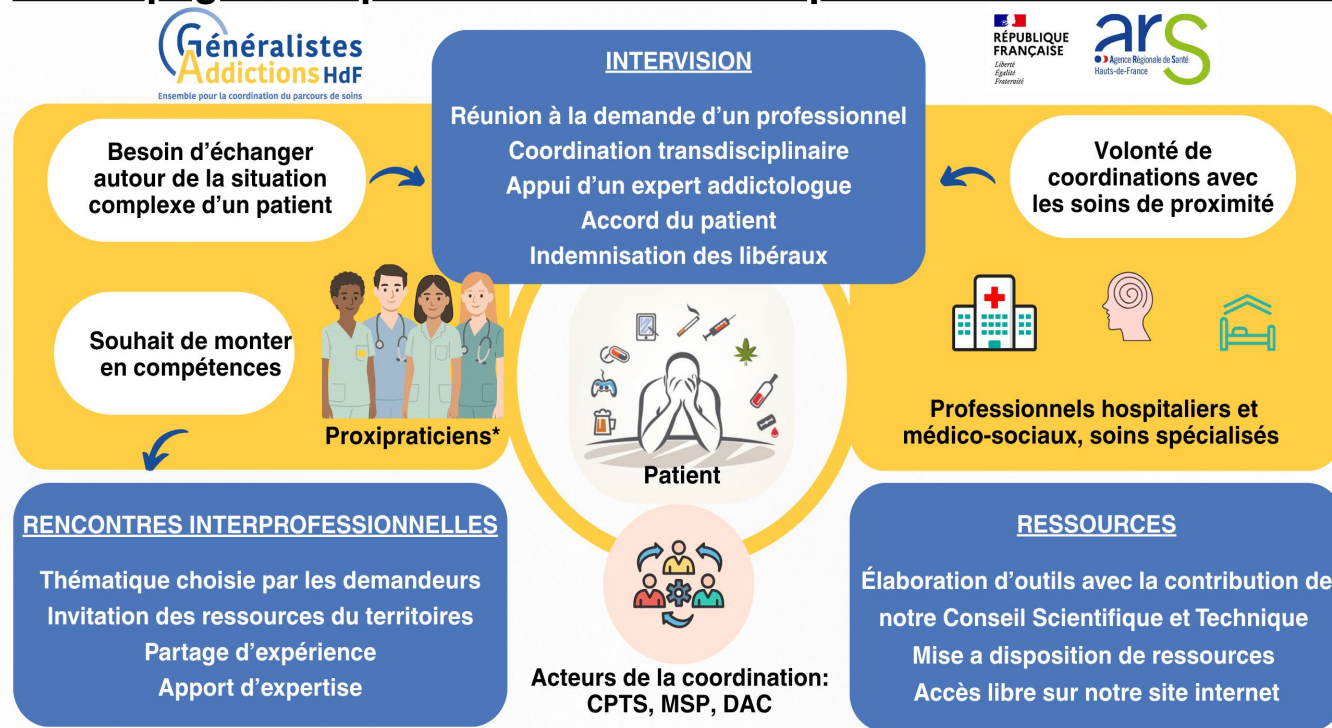 Généralistes
Addictions HdF
Ensemble pour la coordination du parcours de soins
RÉPUBLIQUE
FRANÇAISE
Liberté
Égalité
Fraternité
ars
Agence Régionale de Santé
Hauts-de-France
INTERVISION
Réunion à la demande d'un professionnel
Coordination transdisciplinaire
Appui d'un expert addictologue
Accord du patient
Indemnisation des libéraux
Besoin d'échanger
autour de la situation
complexe d'un patient
Volonté de
coordinations avec
les soins de proximité
Souhait de monter
en compétences
Proxipraticiens*
Patient
Professionnels hospitaliers et
médico-sociaux, soins spécialisés
RENCONTRES INTERPROFESSIONNELLES
Thématique choisie par les demandeurs
Invitation des ressources du territoires
Partage d'expérience
Apport d'expertise
Acteurs de la coordination:
CPTS, MSP, DAC
RESSOURCES
Élaboration d'outils avec la contribution de
notre Conseil Scientifique et Technique
Mise a disposition de ressources
Accès libre sur notre site internet